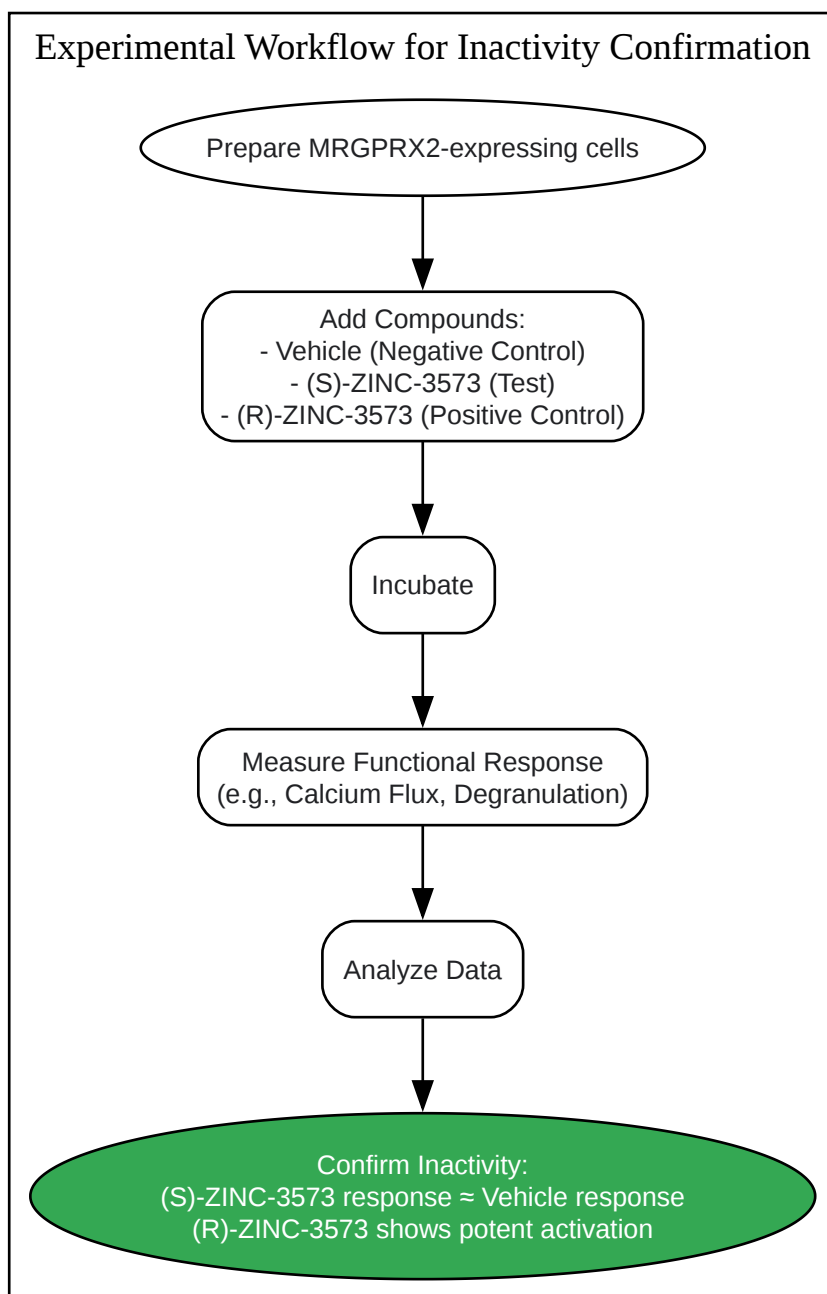 Experimental Workflow for Inactivity Confirmation
Prepare MRGPRX2-expressing cells
Add Compounds:
- Vehicle (Negative Control)
- (S)-ZINC-3573 (Test)
- (R)-ZINC-3573 (Positive Control)
Incubate
Measure Functional Response
(e.g., Calcium Flux, Degranulation)
Analyze Data
Confirm Inactivity:
(S)-ZINC-3573 response ≈ Vehicle response
(R)-ZINC-3573 shows potent activation